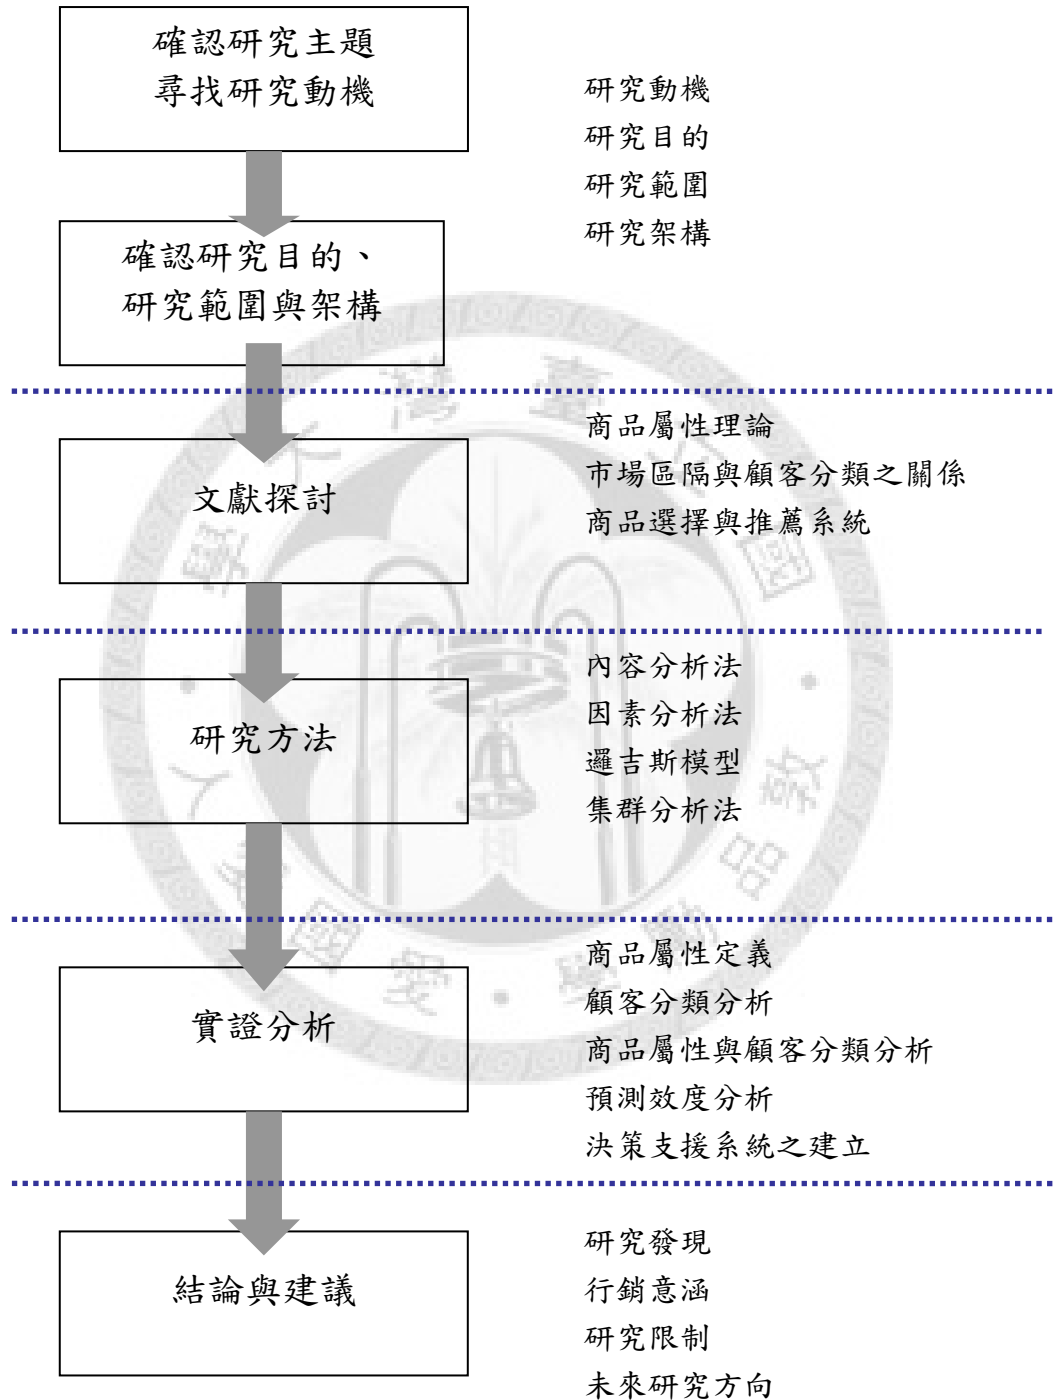 確認研究主題
尋找研究動機
研究動機
研究目的
研究範圍
研究架構
確認研究目的、
研究範圍與架構
文獻探討
商品屬性理論
市場區隔與顧客分類之關係
商品選擇與推薦系統
研究方法
內容分析法
因素分析法
邏吉斯模型
集群分析法
實證分析
商品屬性定義
顧客分類分析
商品屬性與顧客分類分析
預測效度分析
決策支援系統之建立
結論與建議
研究發現
行銷意涵
研究限制
未來研究方向